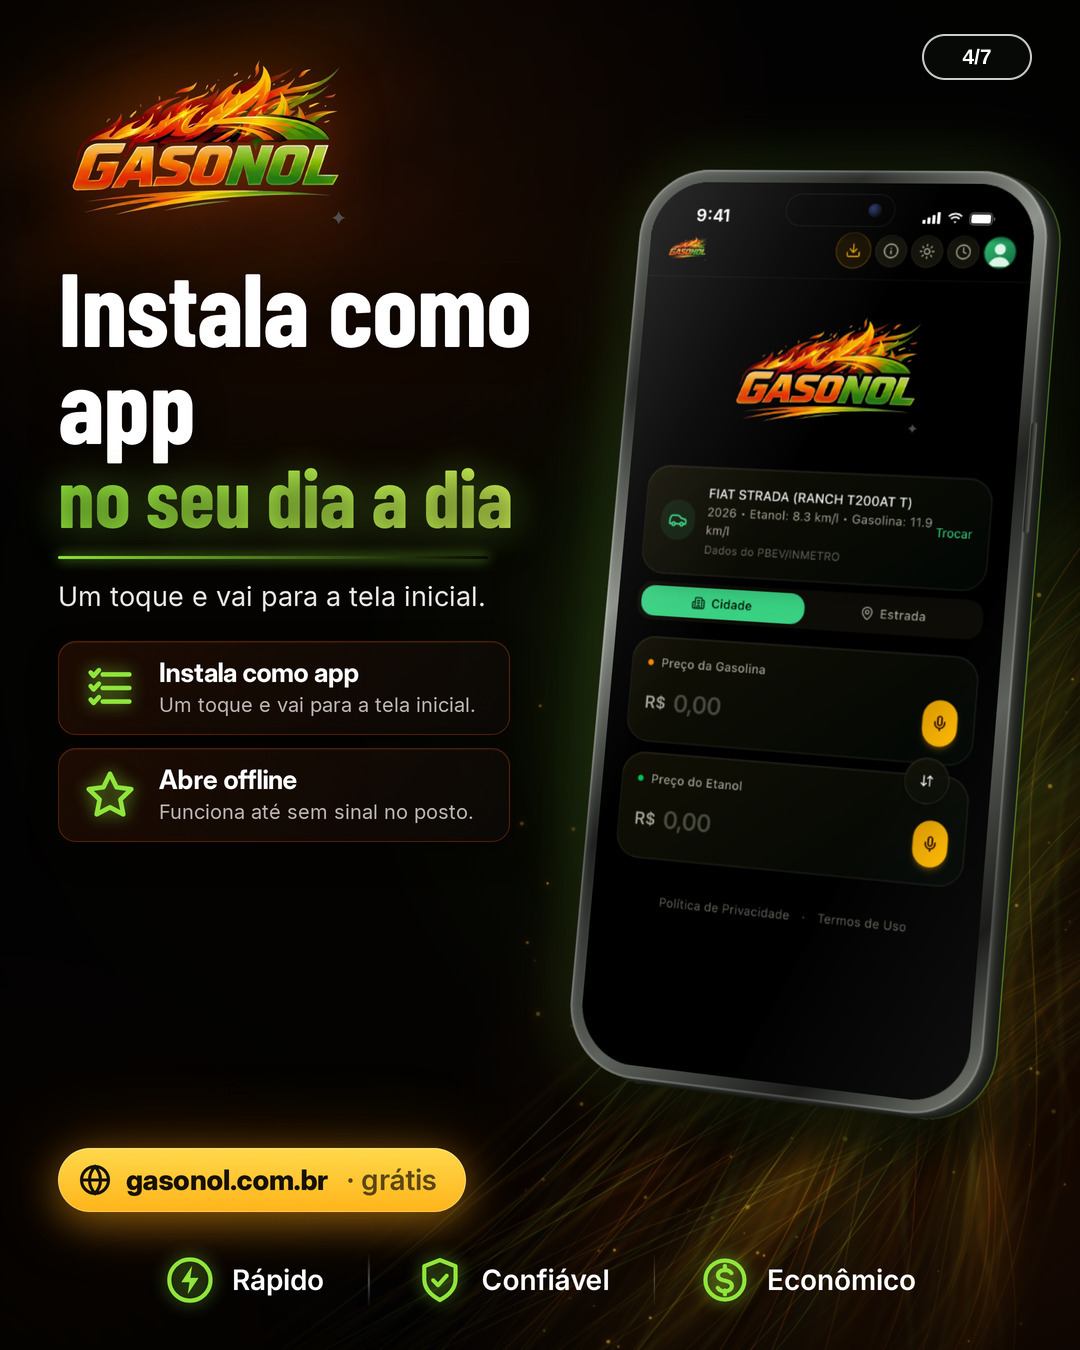 4/7
GASONOL
Instala como
app
no seu dia a dia
Um toque e vai para a tela inicial.
Instala como app
Um toque e vai para a tela inicial.
Abre offline
Funciona até sem sinal no posto.
9:41
GASONOL
GASONOL
FIAT STRADA (RANCH T200AT T)
2026 • Etanol: 8.3 km/l • Gasolina: 11.9
km/l
Trocar
Dados do PBEV/INMETRO
Cidade
Estrada
Preço da Gasolina
R$ 0,00
Preço do Etanol
R$ 0,00
Política de Privacidade · Termos de Uso
gasonol.com.br · grátis
Rápido
Confiável
Econômico